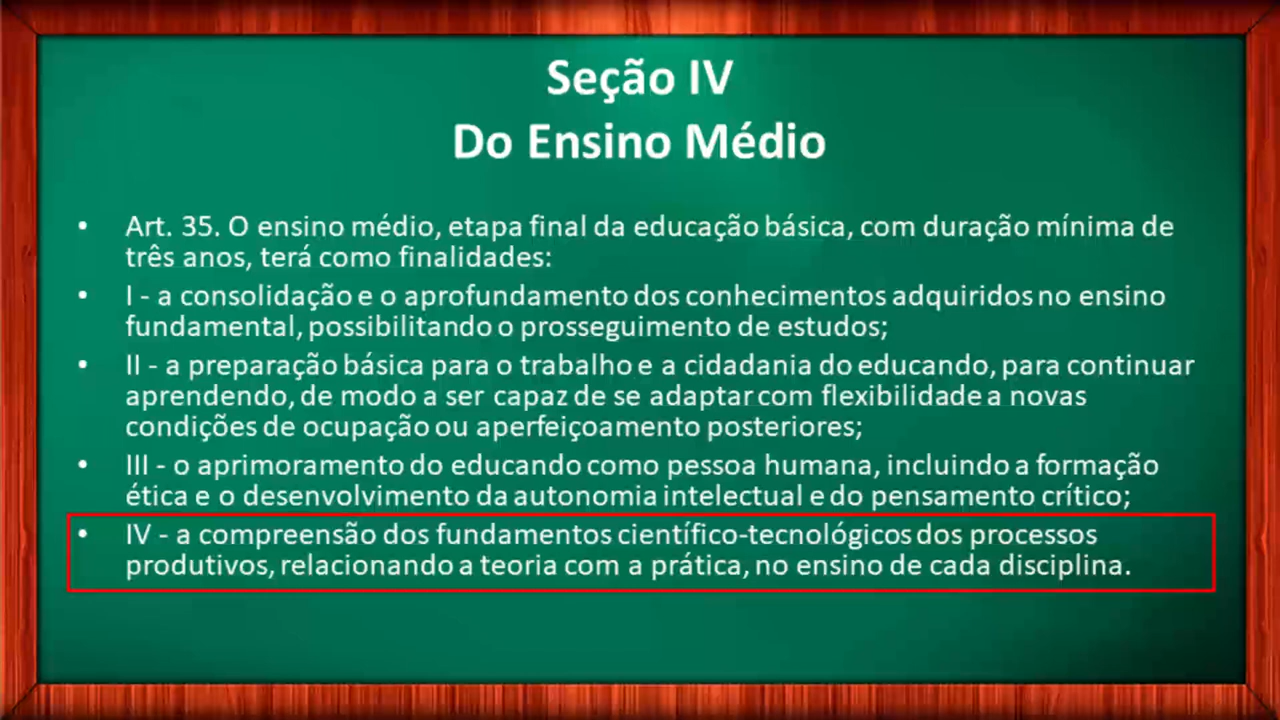 Seção IV
Do Ensino Médio
• Art. 35. O ensino médio, etapa final da educação básica, com duração mínima de
três anos, terá como finalidades:
• I - a consolidação e o aprofundamento dos conhecimentos adquiridos no ensino
fundamental, possibilitando o prosseguimento de estudos;
• II - a preparação básica para o trabalho e a cidadania do educando, para continuar
aprendendo, de modo a ser capaz de se adaptar com flexibilidade a novas
condições de ocupação ou aperfeiçoamento posteriores;
• III - o aprimoramento do educando como pessoa humana, incluindo a formação
ética e o desenvolvimento da autonomia intelectual e do pensamento crítico;
• IV - a compreensão dos fundamentos científico-tecnológicos dos processos
produtivos, relacionando a teoria com a prática, no ensino de cada disciplina.